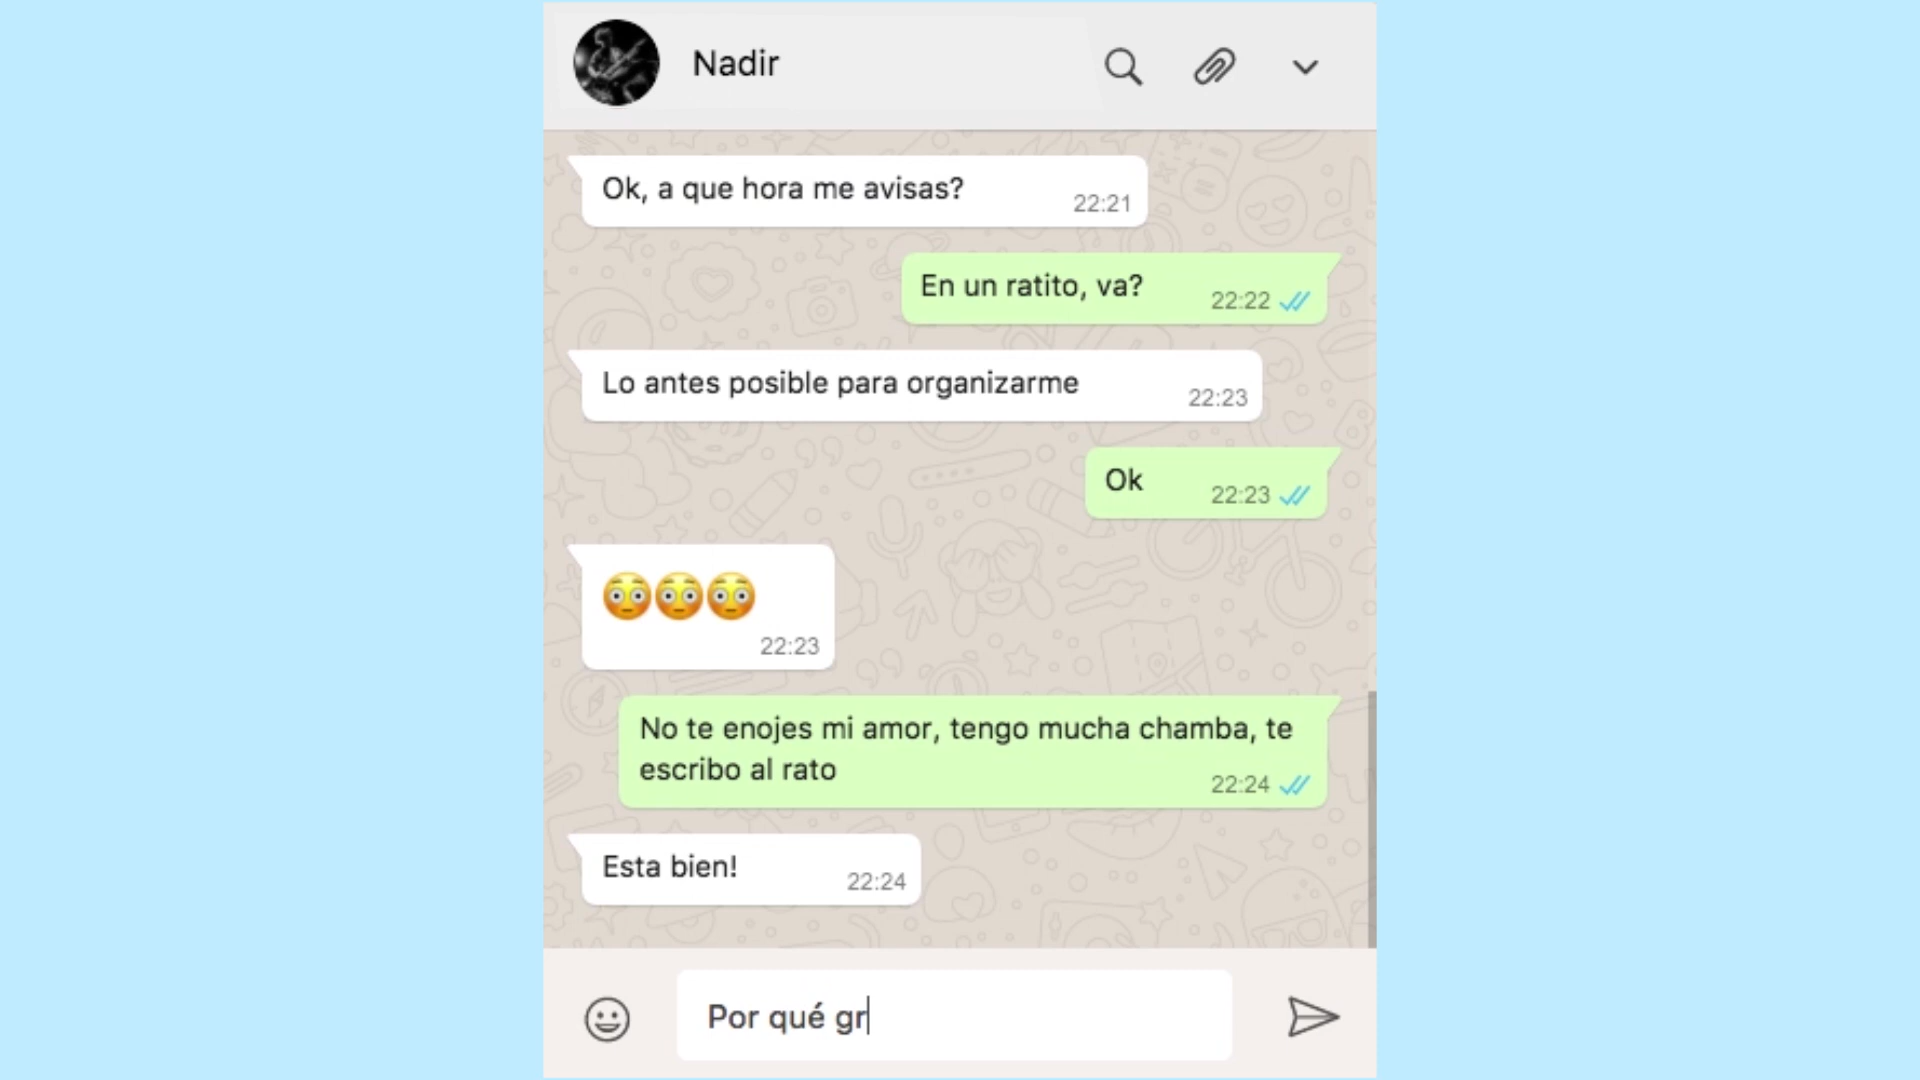 Nadir
Ok, a que hora me avisas?
22:21
En un ratito, va?
22:22
Lo antes posible para organizarme
22:23
Ok
22:23
😳😳😳
22:23
No te enojes mi amor, tengo mucha chamba, te
escribo al rato
22:24
Esta bien!
22:24
Por qué gr